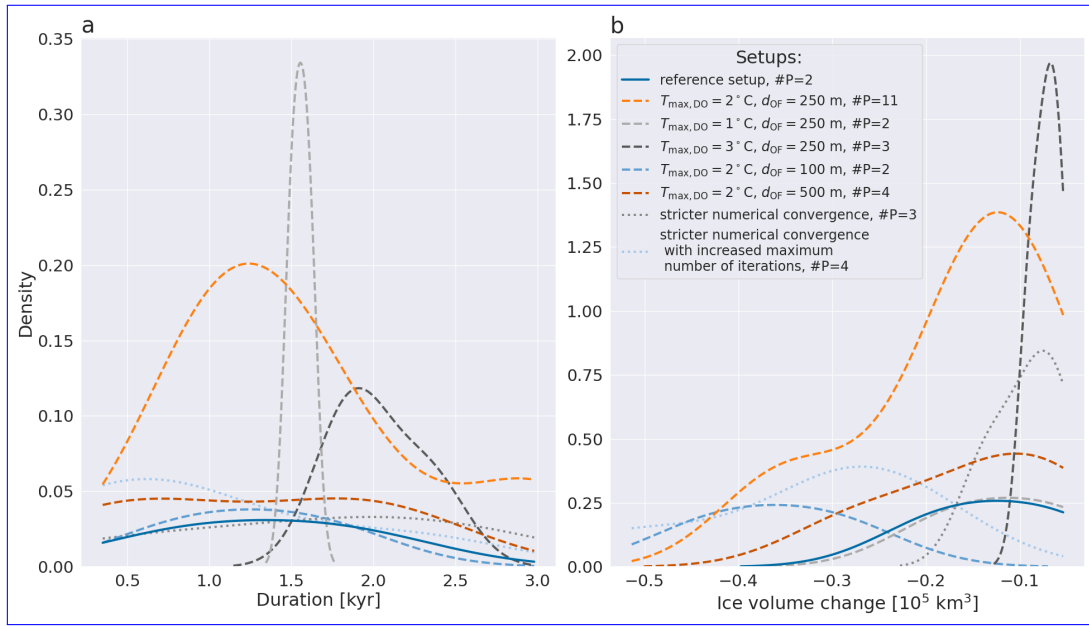 a
b
0.35
0.30
0.25
0.20
0.15
0.10
0.05
0.00
Density
0.5
1.0
1.5
2.0
2.5
3.0
Duration [kyr]
2.00
1.75
1.50
1.25
1.00
0.75
0.50
0.25
0.00
Setups:
reference setup, #P=2
T_max,DO = 2°C, d_OF = 250 m, #P=11
T_max,DO = 1°C, d_OF = 250 m, #P=2
T_max,DO = 3°C, d_OF = 250 m, #P=3
T_max,DO = 2°C, d_OF = 100 m, #P=2
T_max,DO = 2°C, d_OF = 500 m, #P=4
stricter numerical convergence, #P=3
stricter numerical convergence
with increased maximum
number of iterations, #P=4
−0.5
−0.4
−0.3
−0.2
−0.1
Ice volume change [10⁵ km³]